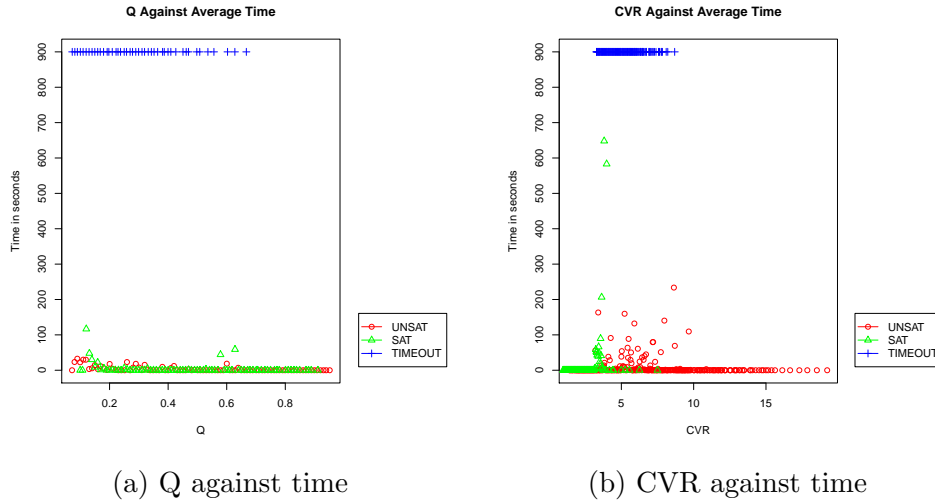 Q Against Average Time
Time in seconds
900
800
700
600
500
400
300
200
100
0
0.2 0.4 0.6 0.8
Q
UNSAT
SAT
TIMEOUT
(a) Q against time
CVR Against Average Time
Time in seconds
900
800
700
600
500
400
300
200
100
0
5 10 15
CVR
UNSAT
SAT
TIMEOUT
(b) CVR against time